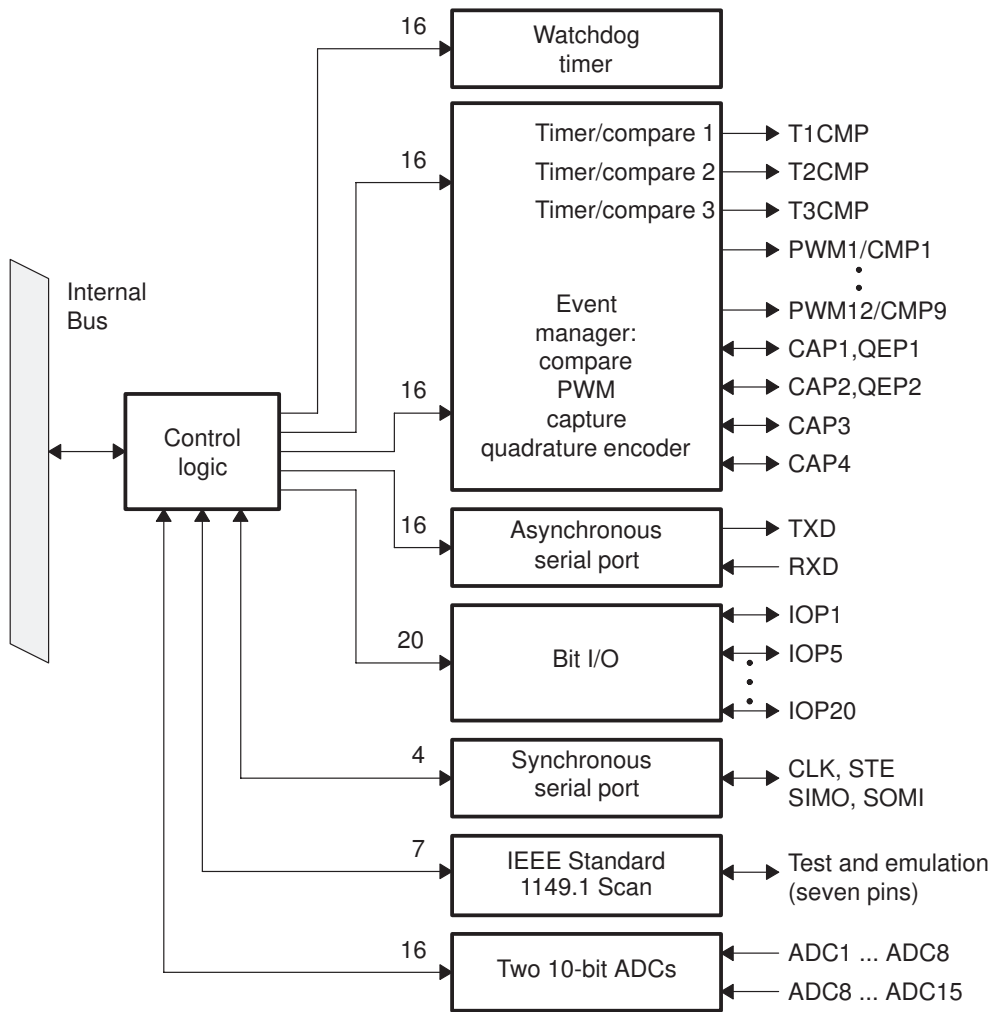 16
Watchdog
timer
16
Timer/compare 1
T1CMP
Timer/compare 2
T2CMP
Timer/compare 3
T3CMP
PWM1/CMP1
PWM12/CMP9
Internal
Bus
Event
manager:
compare
PWM
capture
quadrature encoder
CAP1,QEP1
CAP2,QEP2
CAP3
CAP4
16
Control
logic
16
Asynchronous
serial port
TXD
RXD
20
Bit I/O
IOP1
IOP5
IOP20
4
Synchronous
serial port
CLK, STE
SIMO, SOMI
7
IEEE Standard
1149.1 Scan
Test and emulation
(seven pins)
16
Two 10-bit ADCs
ADC1 ... ADC8
ADC8 ... ADC15